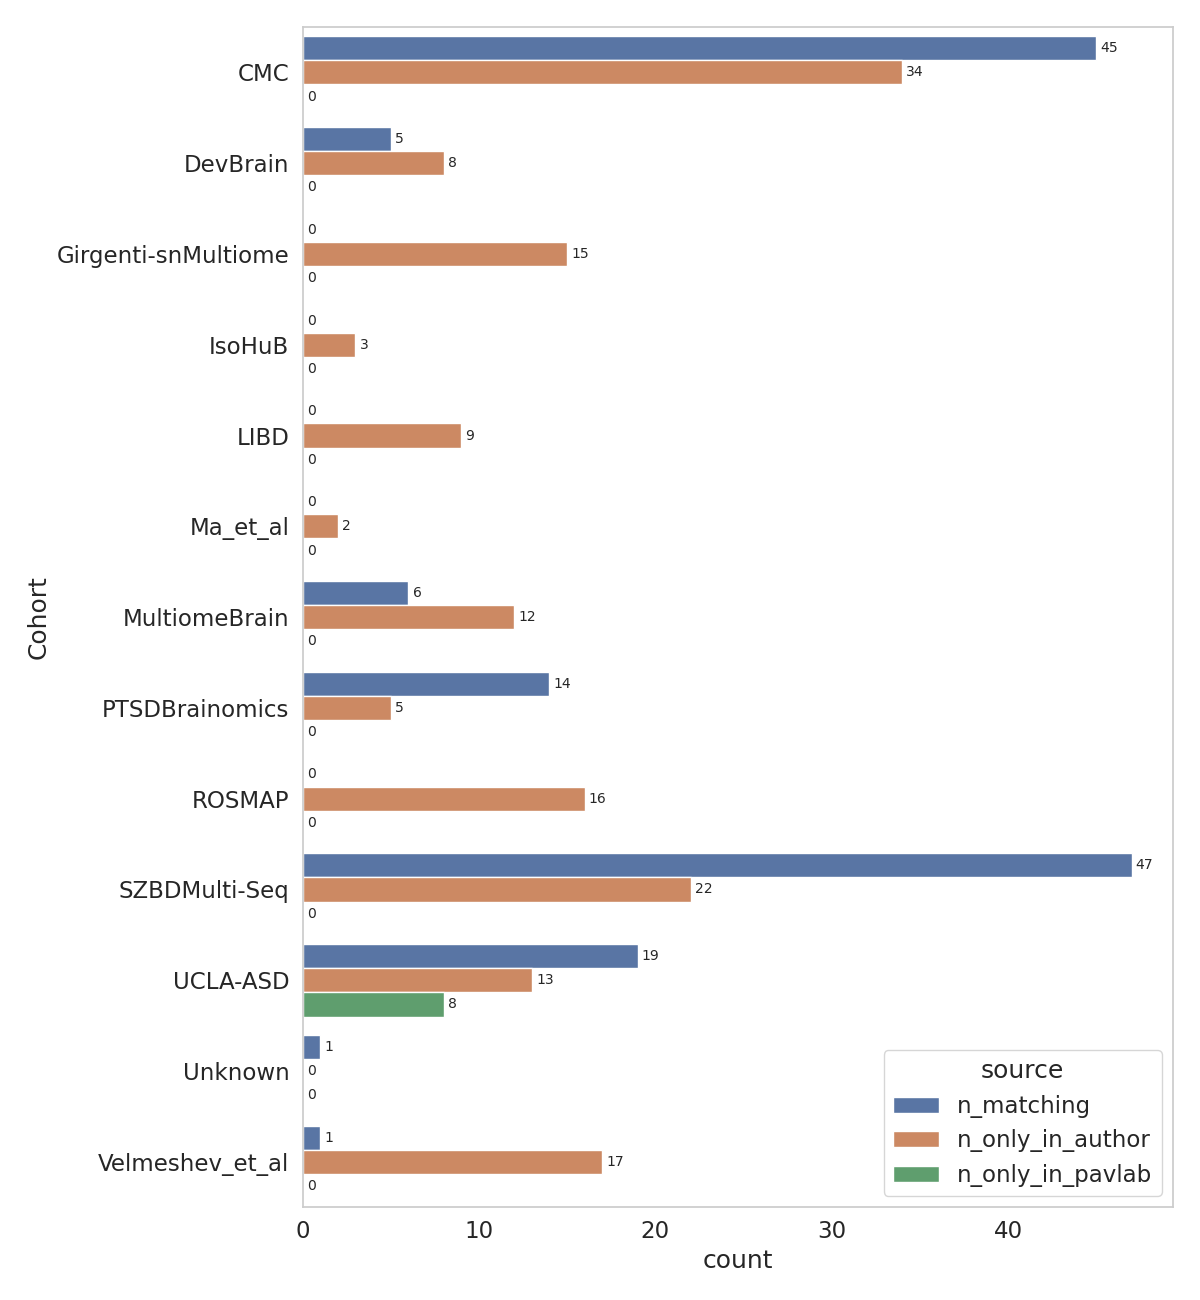 CMC
45
34
0
DevBrain
5
8
0
Girgenti-snMultiome
0
15
0
IsoHuB
0
3
0
LIBD
0
9
0
Ma_et_al
0
2
0
MultiomeBrain
6
12
0
PTSDBrainomics
14
5
0
ROSMAP
0
16
0
SZBDMulti-Seq
47
22
0
UCLA-ASD
19
13
8
Unknown
1
0
0
Velmeshev_et_al
1
17
0
Cohort
source
n_matching
n_only_in_author
n_only_in_pavlab
0 10 20 30 40
count